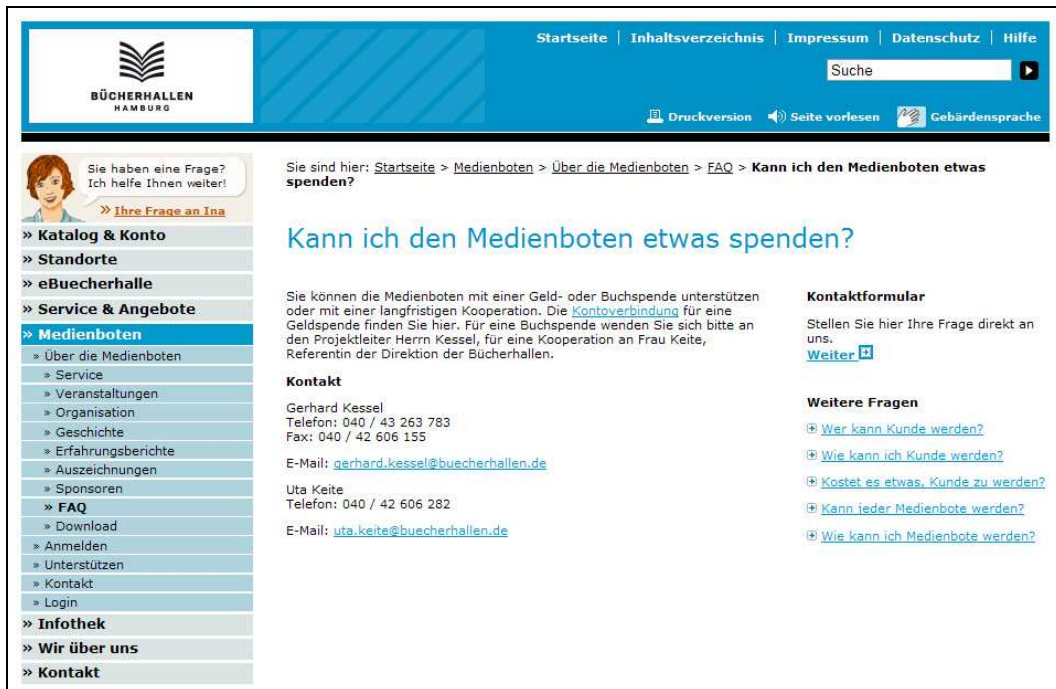 Startseite | Inhaltsverzeichnis | Impressum | Datenschutz | Hilfe
Suche
BÜCHERHALLEN
HAMBURG
Druckversion Seite vorlesen Gebärdensprache
Sie haben eine Frage?
Ich helfe Ihnen weiter!
» Ihre Frage an Ina
» Katalog & Konto
» Standorte
» eBuecherhalle
» Service & Angebote
» Medienboten
» Über die Medienboten
» Service
» Veranstaltungen
» Organisation
» Geschichte
» Erfahrungsberichte
» Auszeichnungen
» Sponsoren
» FAQ
» Download
» Anmelden
» Unterstützen
» Kontakt
» Login
» Infothek
» Wir über uns
» Kontakt
Sie sind hier: Startseite > Medienboten > Über die Medienboten > FAQ > Kann ich den Medienboten etwas
spenden?
Kann ich den Medienboten etwas spenden?
Sie können die Medienboten mit einer Geld- oder Buchspende unterstützen
oder mit einer langfristigen Kooperation. Die Kontoverbindung für eine
Geldspende finden Sie hier. Für eine Buchspende wenden Sie sich bitte an
den Projektleiter Herrn Kessel, für eine Kooperation an Frau Keite,
Referentin der Direktion der Bücherhallen.
Kontakt
Gerhard Kessel
Telefon: 040 / 43 263 783
Fax: 040 / 42 606 155
E-Mail: gerhard.kessel@buecherhallen.de
Uta Keite
Telefon: 040 / 42 606 282
E-Mail: uta.keite@buecherhallen.de
Kontaktformular
Stellen Sie hier Ihre Frage direkt an
uns.
Weiter
Weitere Fragen
Wer kann Kunde werden?
Wie kann ich Kunde werden?
Kostet es etwas, Kunde zu werden?
Kann jeder Medienbote werden?
Wie kann ich Medienbote werden?